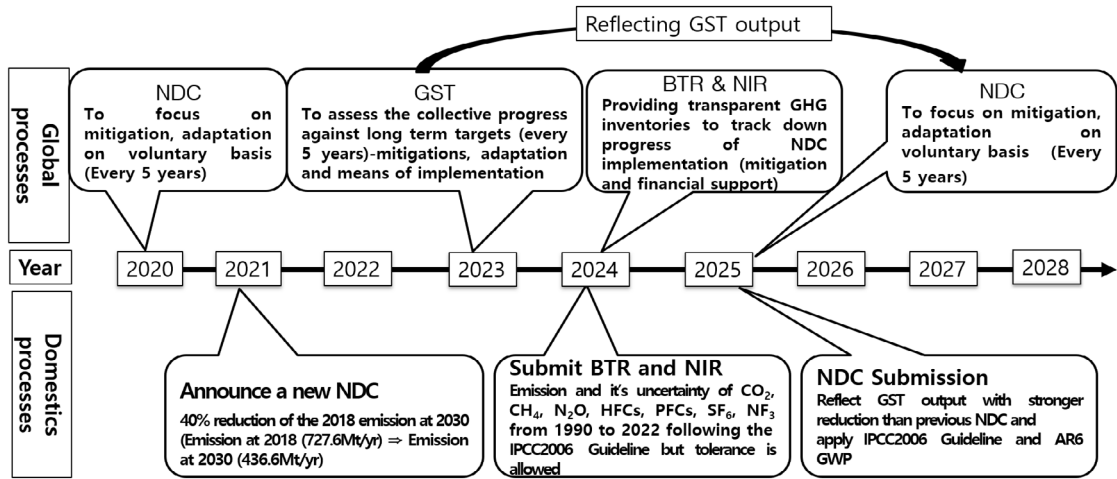 Reflecting GST output
Global
processes
NDC
To focus on
mitigation, adaptation
on voluntary basis
(Every 5 years)
GST
To assess the collective progress
against long term targets (every
5 years)-mitigations, adaptation
and means of implementation
BTR & NIR
Providing transparent GHG
inventories to track down
progress of NDC
implementation (mitigation
and financial support)
NDC
To focus on mitigation,
adaptation on
voluntary basis (Every
5 years)
Year
2020
2021
2022
2023
2024
2025
2026
2027
2028
Domestics
processes
Announce a new NDC
40% reduction of the 2018 emission at 2030
(Emission at 2018 (727.6Mt/yr) ⇒ Emission
at 2030 (436.6Mt/yr)
Submit BTR and NIR
Emission and it's uncertainty of CO₂,
CH₄, N₂O, HFCs, PFCs, SF₆, NF₃
from 1990 to 2022 following the
IPCC2006 Guideline but tolerance is
allowed
NDC Submission
Reflect GST output with stronger
reduction than previous NDC and
apply IPCC2006 Guideline and AR6
GWP